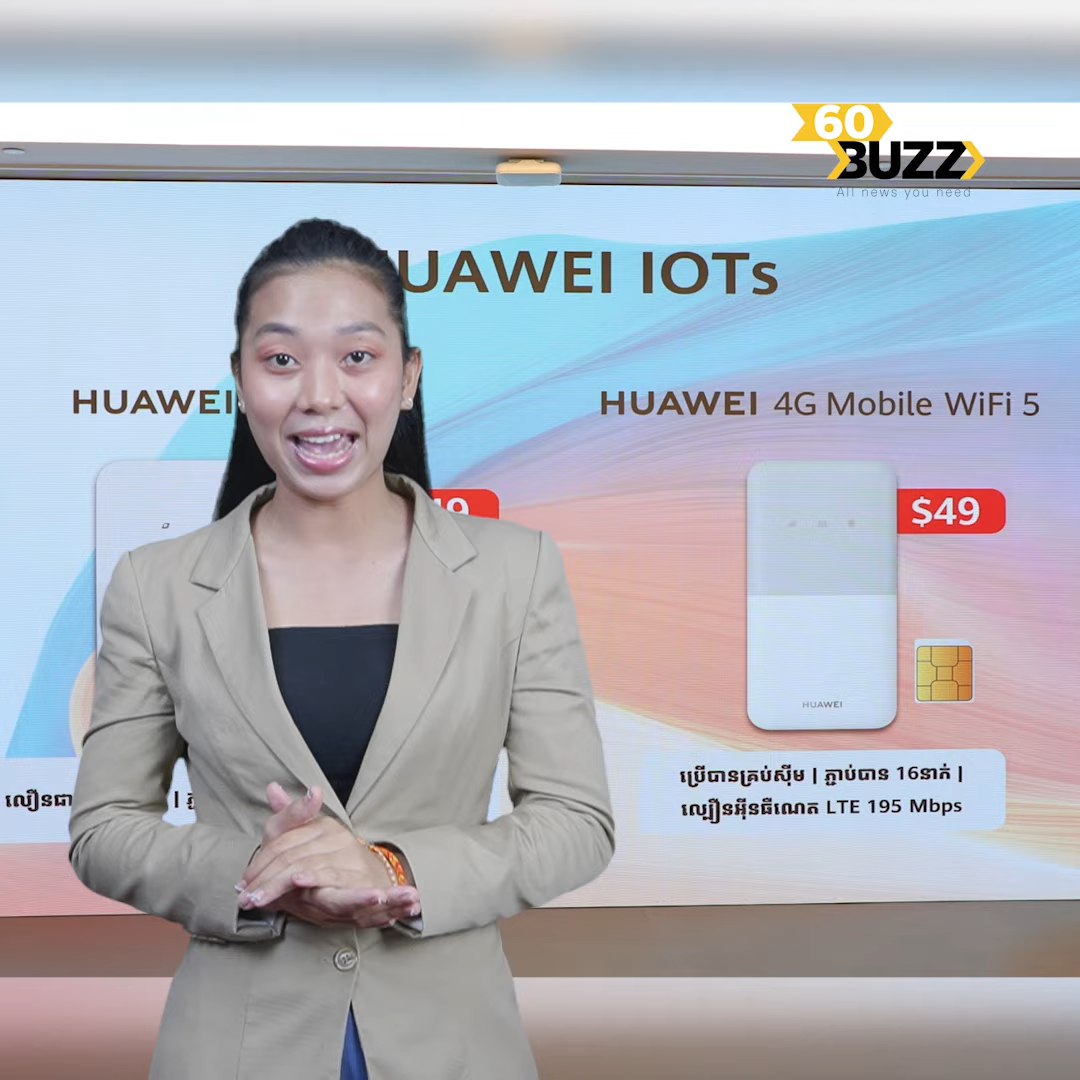 60
BUZZ
All news you need
HUAWEI IOTs
HUAWEI
HUAWEI 4G Mobile WiFi 5
$49
HUAWEI
ប្រើបានគ្រប់ស៊ីម | ភ្ជាប់បាន 16នាក់ |
ល្បឿនអ៊ីនធឺណេត LTE 195 Mbps